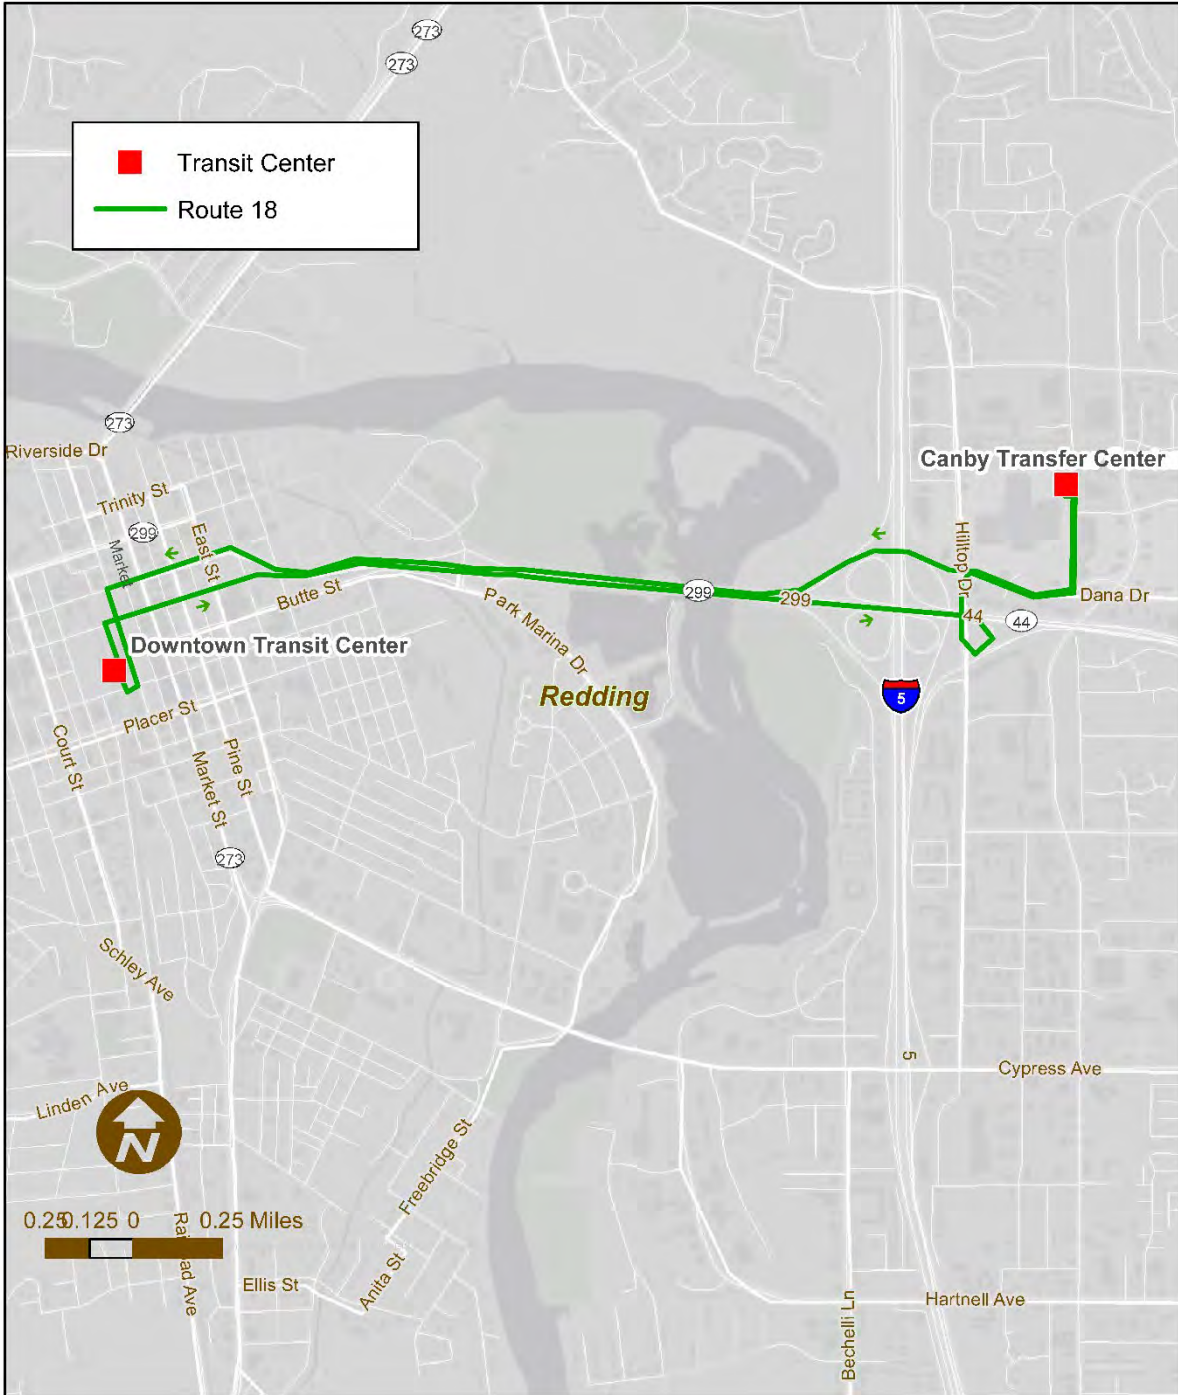 273
273
Transit Center
Route 18
273
Riverside Dr
Canby Transfer Center
Trinity St
299
East St
Market
Hilltop Dr
Butte St
299
299
Dana Dr
Park Marina Dr
44
44
Downtown Transit Center
Redding
5
Placer St
Court St
Pine St
Market St
273
Schley Ave
5
Cypress Ave
Linden Ave
N
Freebridge St
0.25 0.125 0 0.25 Miles
Railroad Ave
Anita St
Ellis St
Hartnell Ave
Bechelli Ln